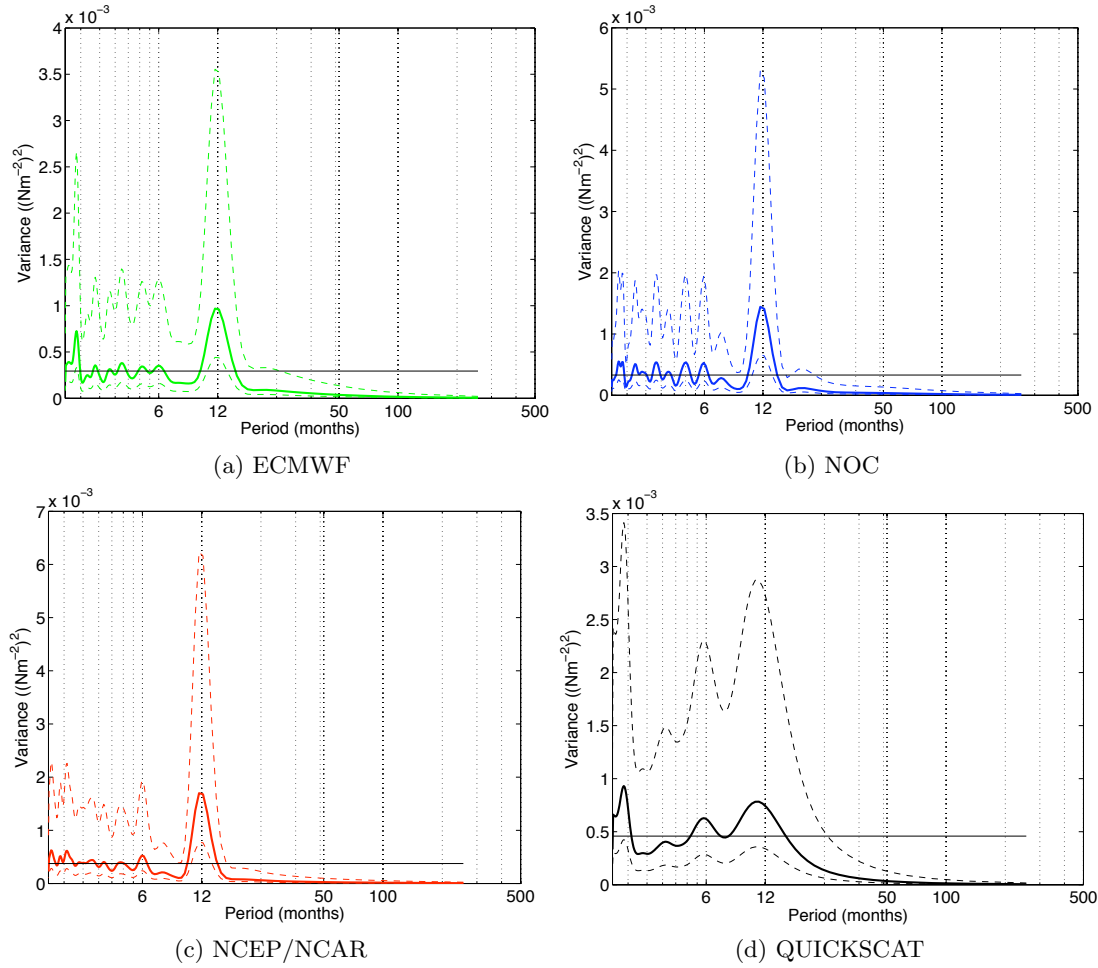 x 10⁻³
4
3.5
3
2.5
2
1.5
1
0.5
0
Variance ((Nm⁻²)²)
6 12 50 100 500
Period (months)
(a) ECMWF
x 10⁻³
6
5
4
3
2
1
0
Variance ((Nm⁻²)²)
6 12 50 100 500
Period (months)
(b) NOC
x 10⁻³
7
6
5
4
3
2
1
0
Variance ((Nm⁻²)²)
6 12 50 100 500
Period (months)
(c) NCEP/NCAR
x 10⁻³
3.5
3
2.5
2
1.5
1
0.5
0
Variance ((Nm⁻²)²)
6 12 50 100 500
Period (months)
(d) QUICKSCAT